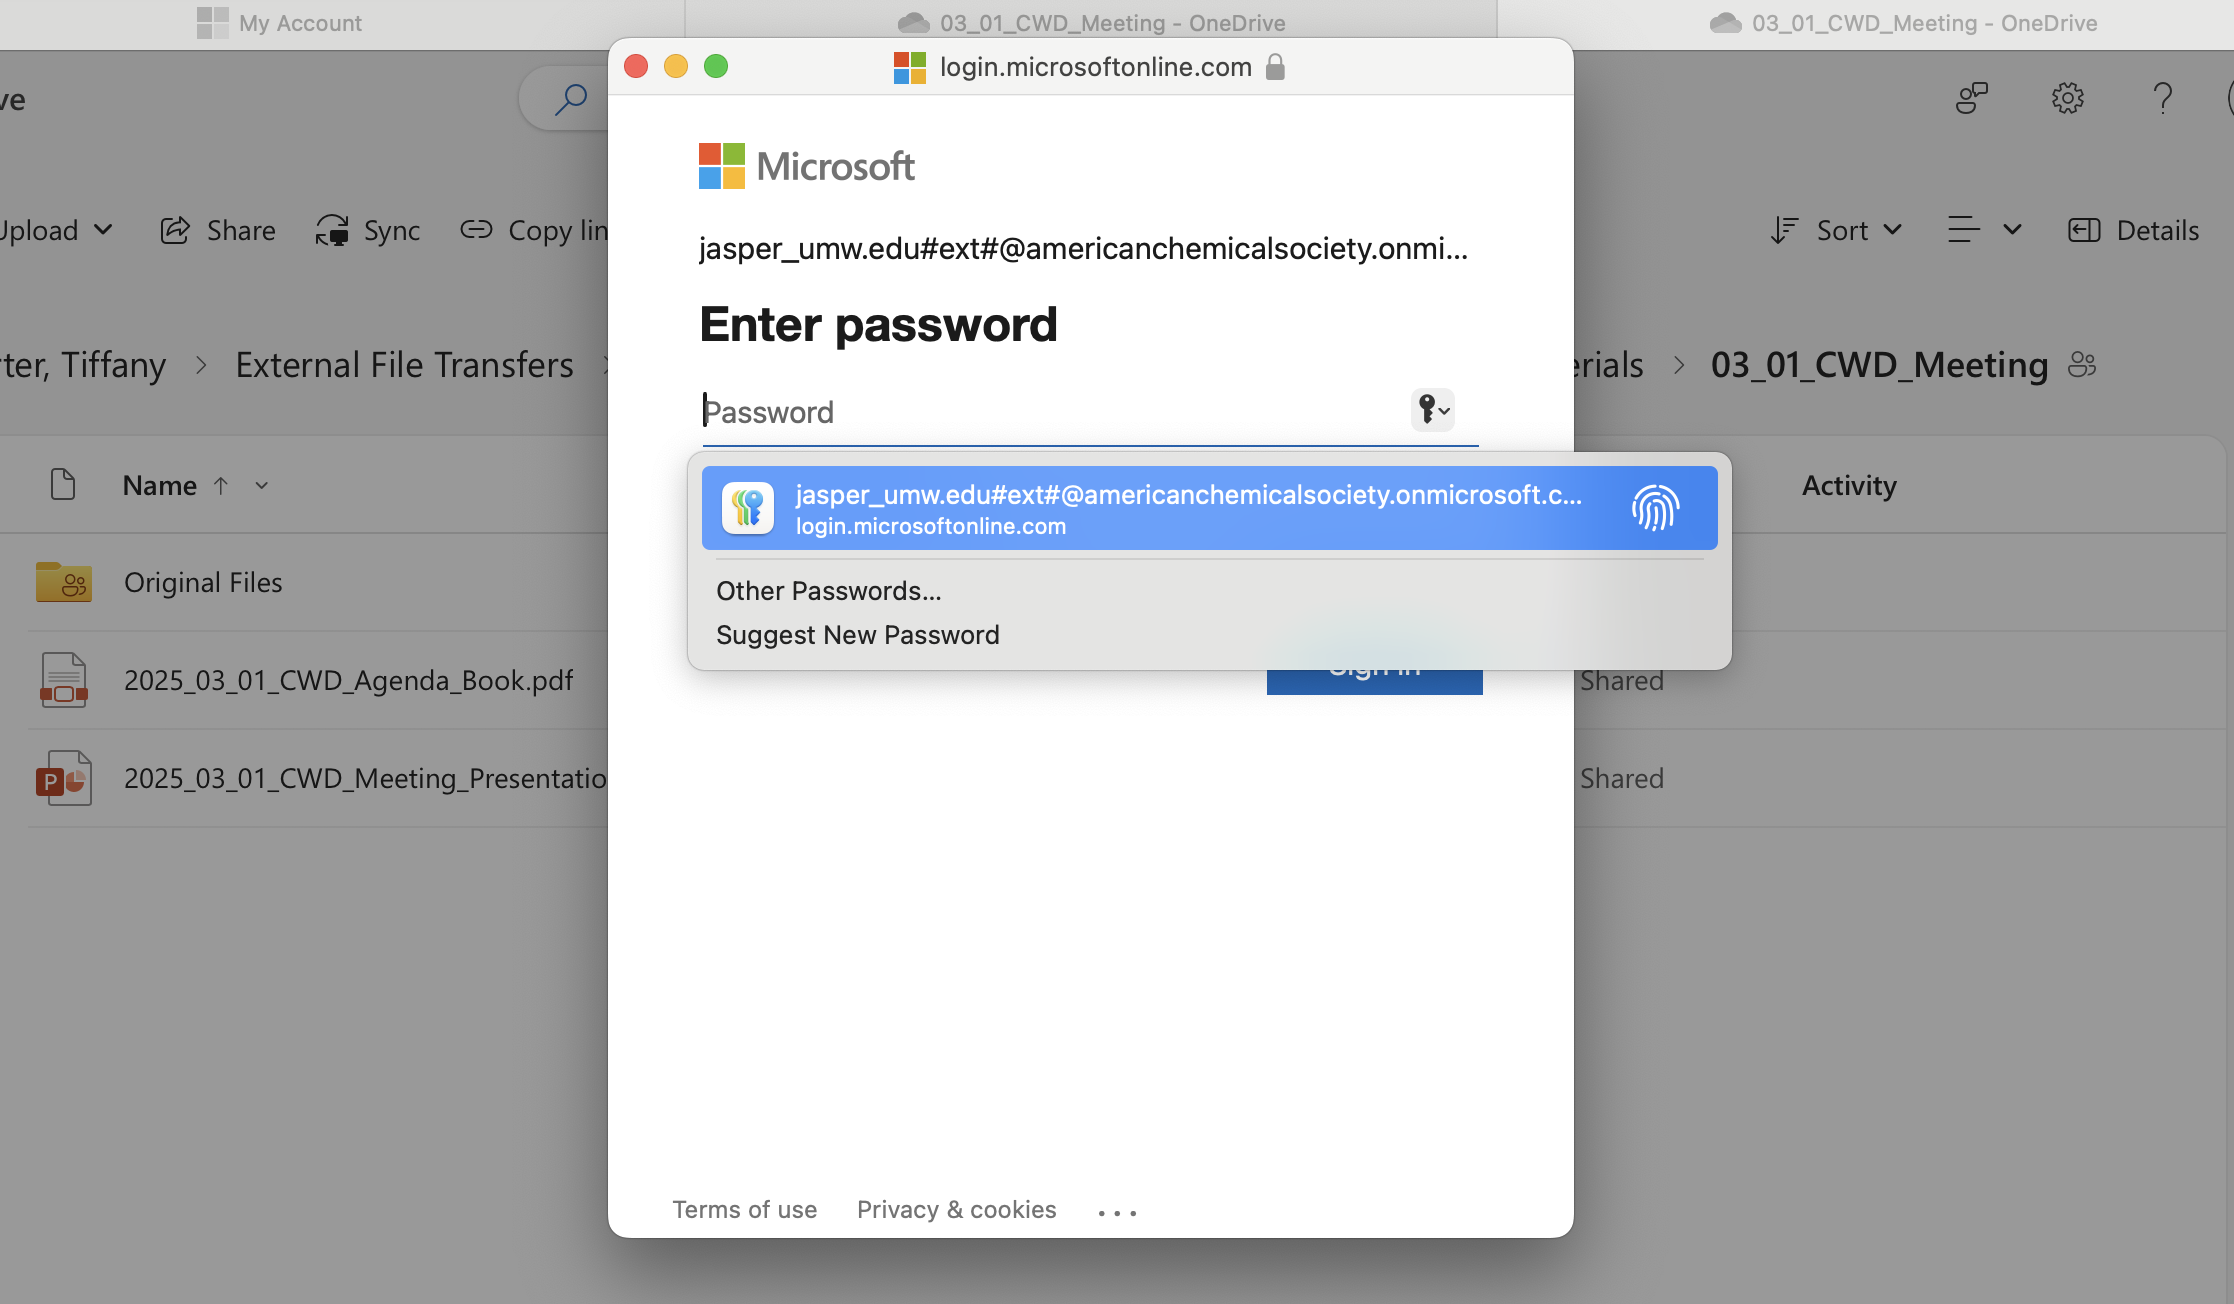 My Account
03_01_CWD_Meeting - OneDrive
03_01_CWD_Meeting - OneDrive
login.microsoftonline.com
Microsoft
jasper_umw.edu#ext#@americanchemicalsociety.onmi...
Enter password
Password
jasper_umw.edu#ext#@americanchemicalsociety.onmicrosoft.c...
login.microsoftonline.com
Other Passwords...
Suggest New Password
Sign in
Terms of use
Privacy & cookies
...
ve
Upload
Share
Sync
Copy lin
Sort
Details
rter, Tiffany > External File Transfers >
erials > 03_01_CWD_Meeting
Name
Activity
Original Files
2025_03_01_CWD_Agenda_Book.pdf
Shared
P
2025_03_01_CWD_Meeting_Presentatio
Shared